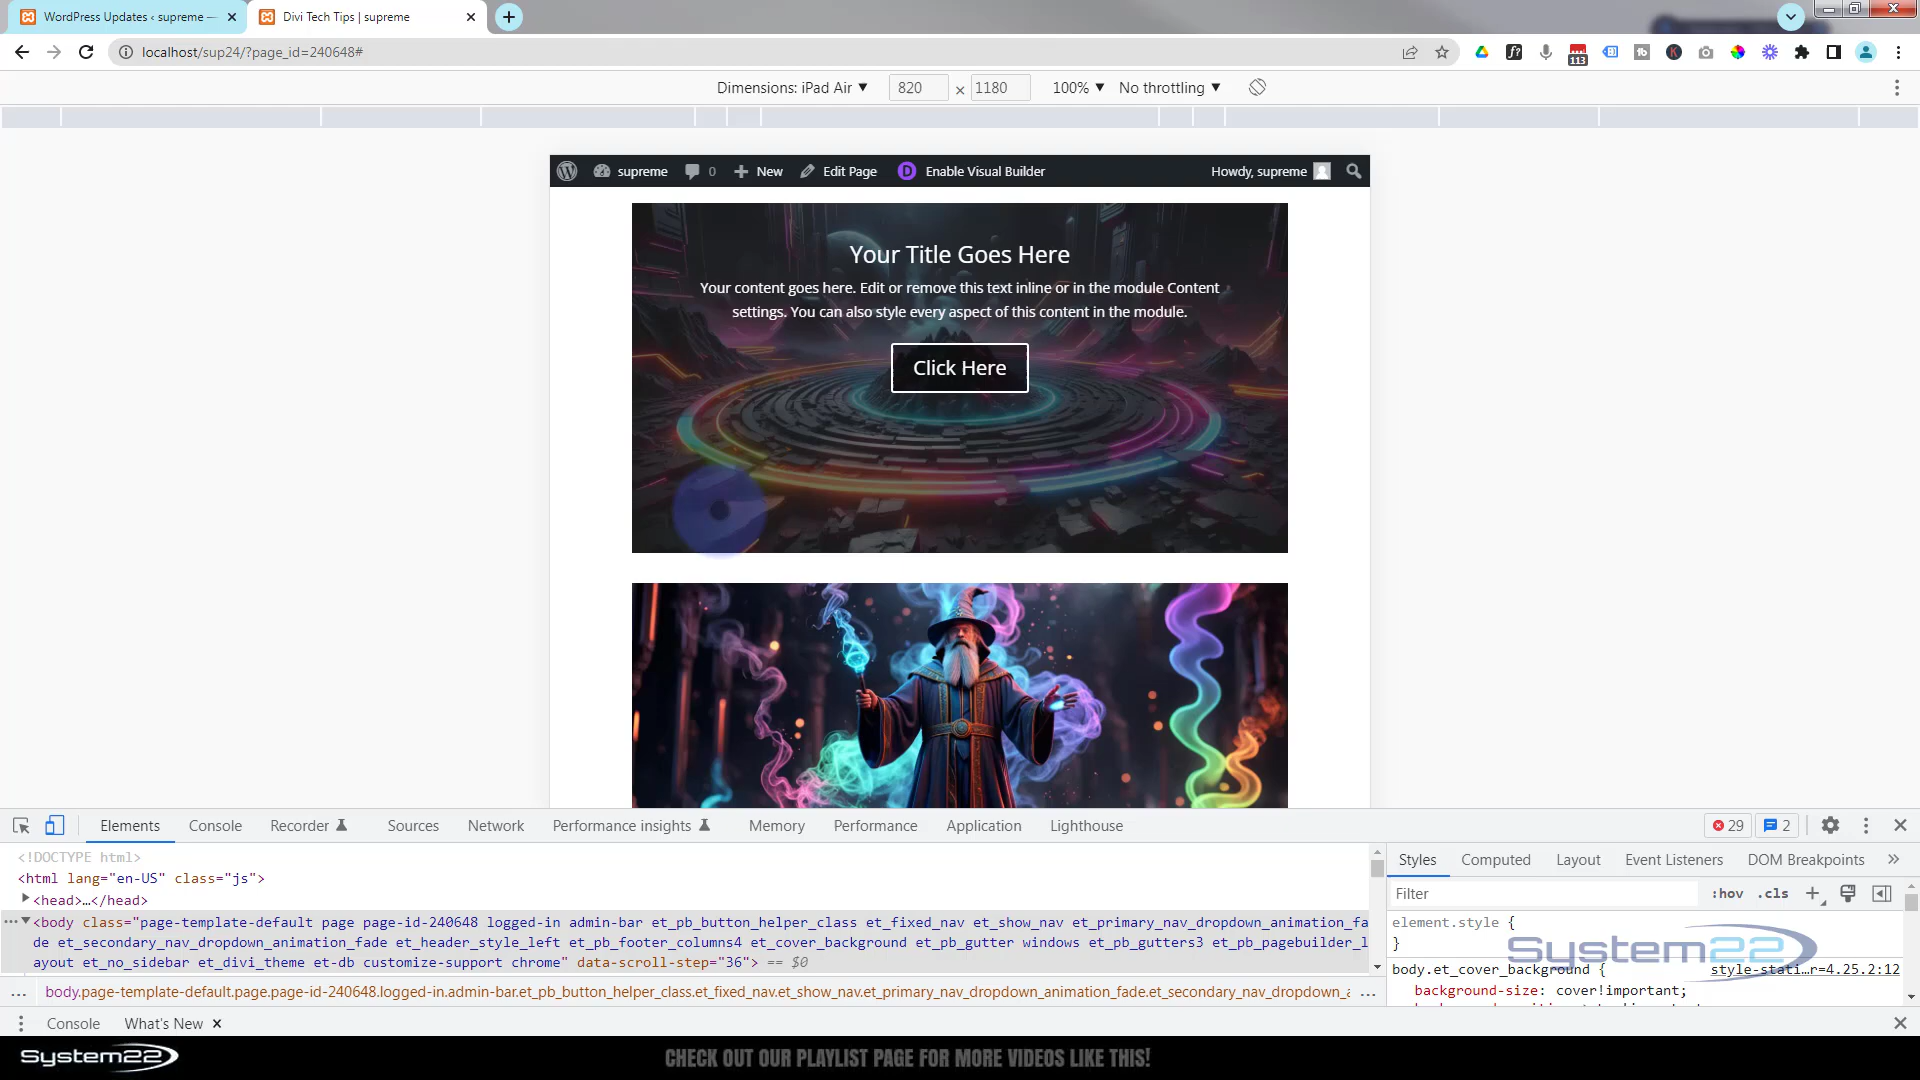 WordPress Updates ‹ supreme —
Divi Tech Tips | supreme
localhost/sup24/?page_id=240648#
113
Dimensions: iPad Air
820 × 1180
100%
No throttling
supreme
0
New
Edit Page
Enable Visual Builder
Howdy, supreme
Your Title Goes Here
Your content goes here. Edit or remove this text inline or in the module Content
settings. You can also style every aspect of this content in the module.
Click Here
Elements
Console
Recorder
Sources
Network
Performance insights
Memory
Performance
Application
Lighthouse
29
2
<!DOCTYPE html>
<html lang="en-US" class="js">
<head>…</head>
<body class="page-template-default page page-id-240648 logged-in admin-bar et_pb_button_helper_class et_fixed_nav et_show_nav et_primary_nav_dropdown_animation_fa
de et_secondary_nav_dropdown_animation_fade et_header_style_left et_pb_footer_columns4 et_cover_background et_pb_gutter windows et_pb_gutters3 et_pb_pagebuilder_l
ayout et_no_sidebar et_divi_theme et-db customize-support chrome" data-scroll-step="36"> == $0
… body.page-template-default.page.page-id-240648.logged-in.admin-bar.et_pb_button_helper_class.et_fixed_nav.et_show_nav.et_primary_nav_dropdown_animation_fade.et_secondary_nav_dropdown_a …
Styles
Computed
Layout
Event Listeners
DOM Breakpoints
Filter
:hov
.cls
element.style {
}
System22
body.et_cover_background {
style-stati…r=4.25.2:12
background-size: cover!important;
Console
What's New
System22
CHECK OUT OUR PLAYLIST PAGE FOR MORE VIDEOS LIKE THIS!